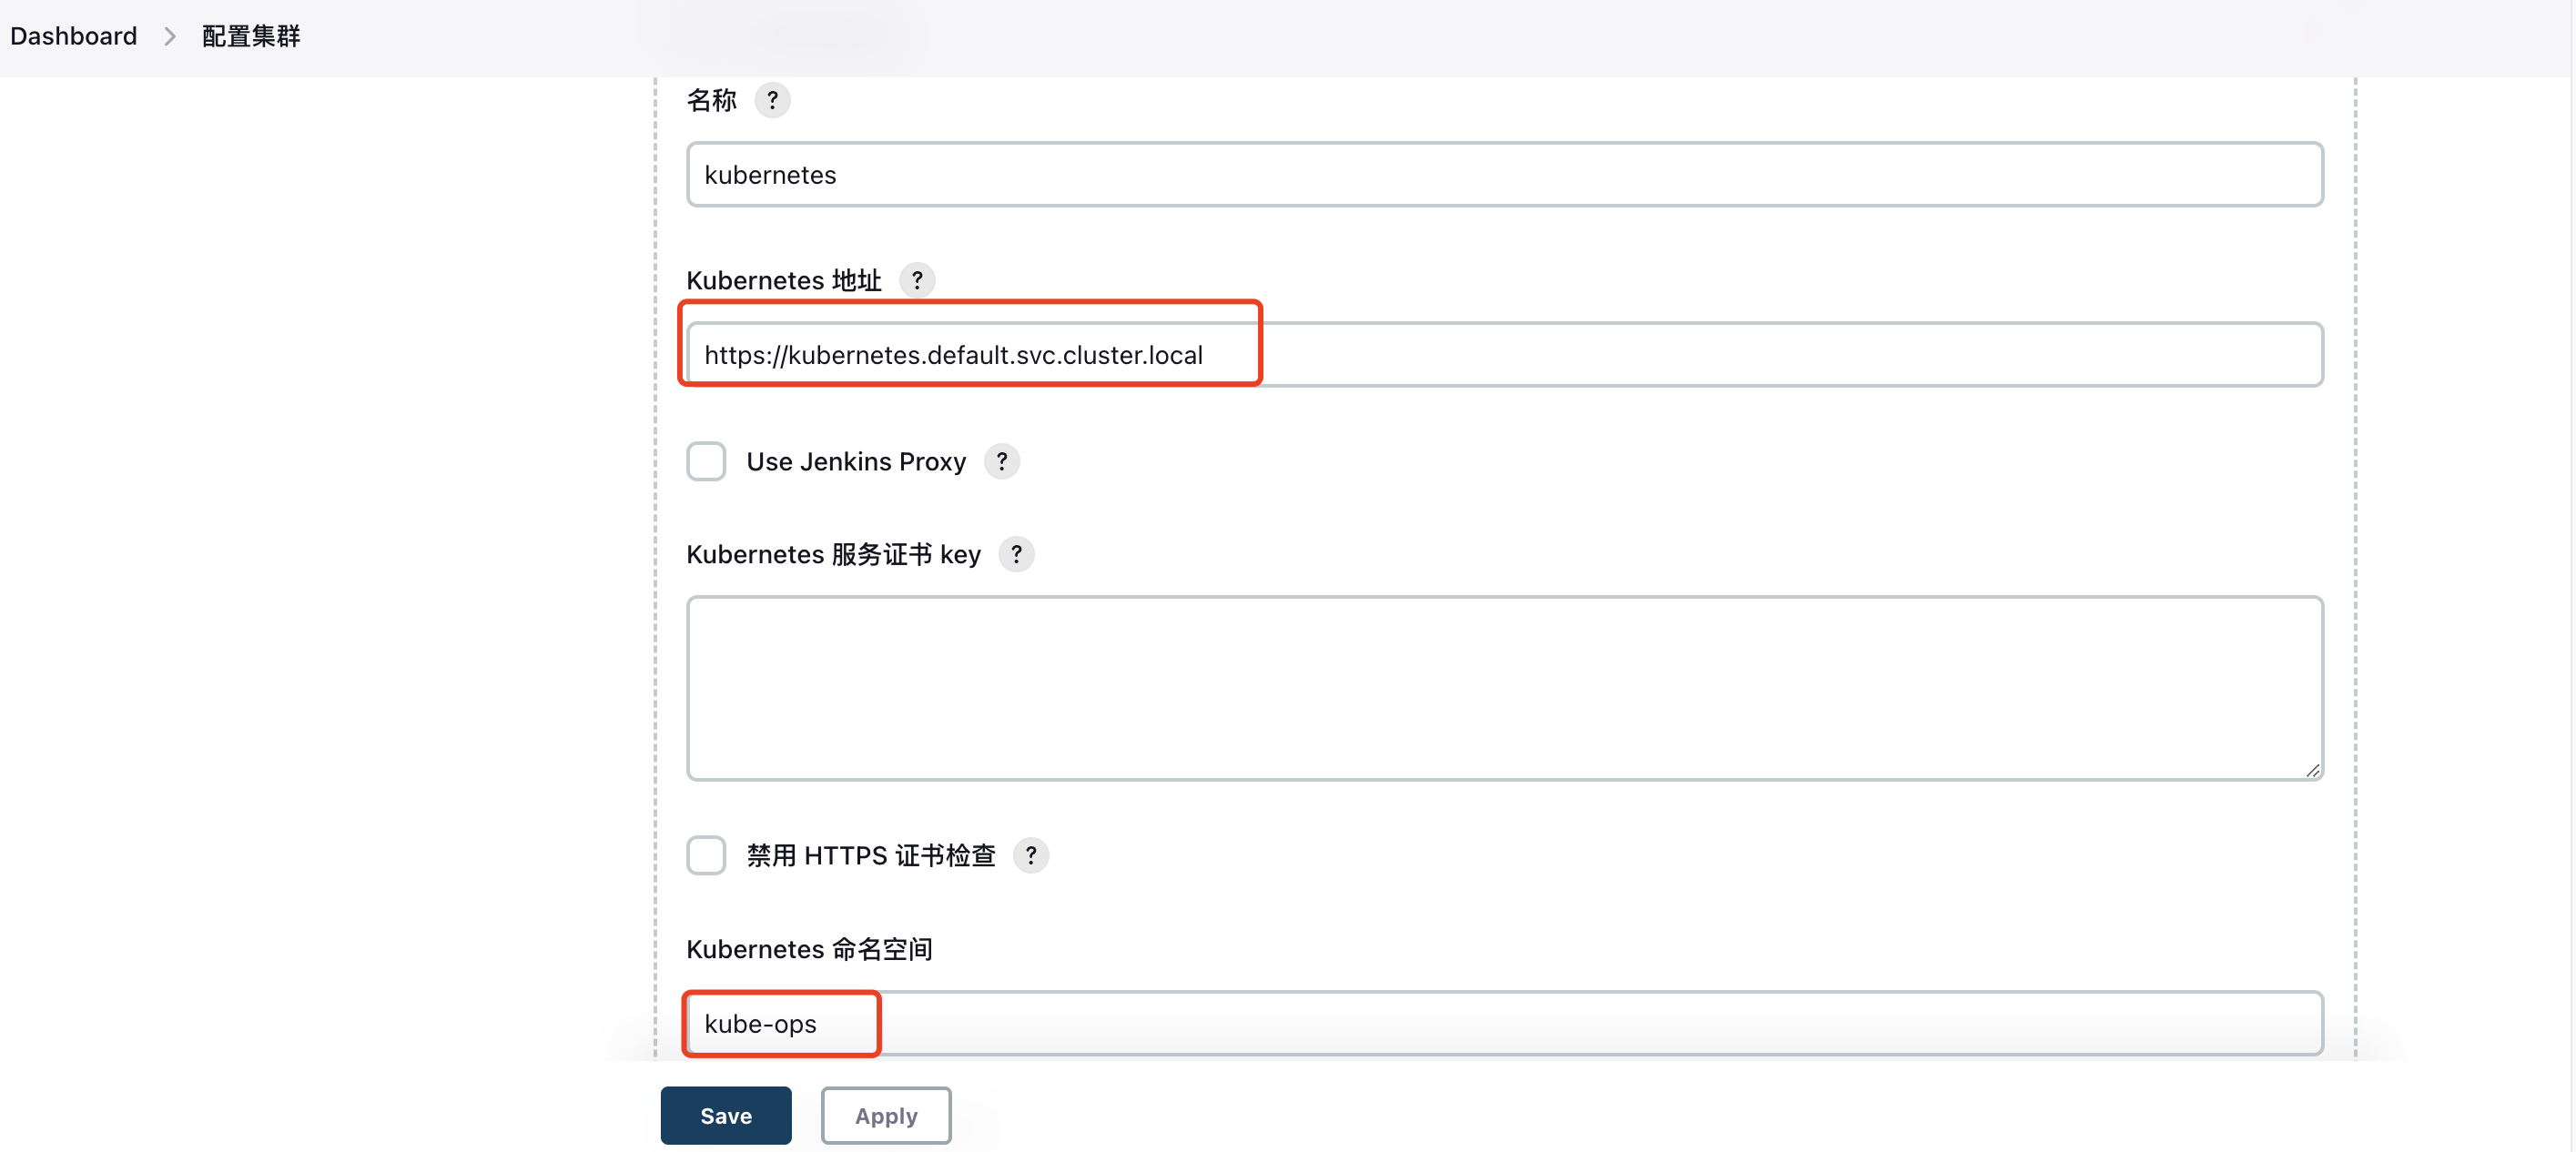 Dashboard > 配置集群
名称 ?
kubernetes
Kubernetes 地址 ?
https://kubernetes.default.svc.cluster.local
Use Jenkins Proxy ?
Kubernetes 服务证书 key ?
禁用 HTTPS 证书检查 ?
Kubernetes 命名空间
kube-ops
Save Apply